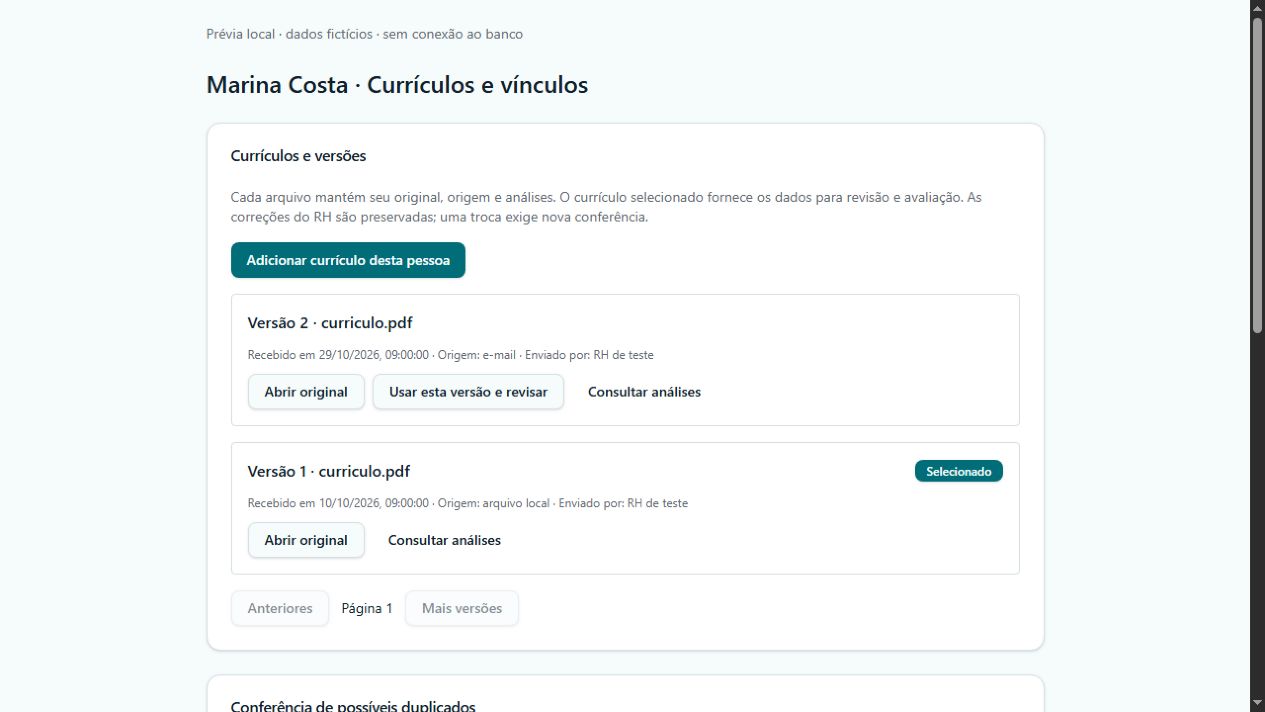 Prévia local · dados fictícios · sem conexão ao banco
Marina Costa · Currículos e vínculos
Currículos e versões
Cada arquivo mantém seu original, origem e análises. O currículo selecionado fornece os dados para revisão e avaliação. As
correções do RH são preservadas; uma troca exige nova conferência.
Adicionar currículo desta pessoa
Versão 2 · curriculo.pdf
Recebido em 29/10/2026, 09:00:00 · Origem: e-mail · Enviado por: RH de teste
Abrir original Usar esta versão e revisar Consultar análises
Versão 1 · curriculo.pdf Selecionado
Recebido em 10/10/2026, 09:00:00 · Origem: arquivo local · Enviado por: RH de teste
Abrir original Consultar análises
Anteriores Página 1 Mais versões
Conferência de possíveis duplicados